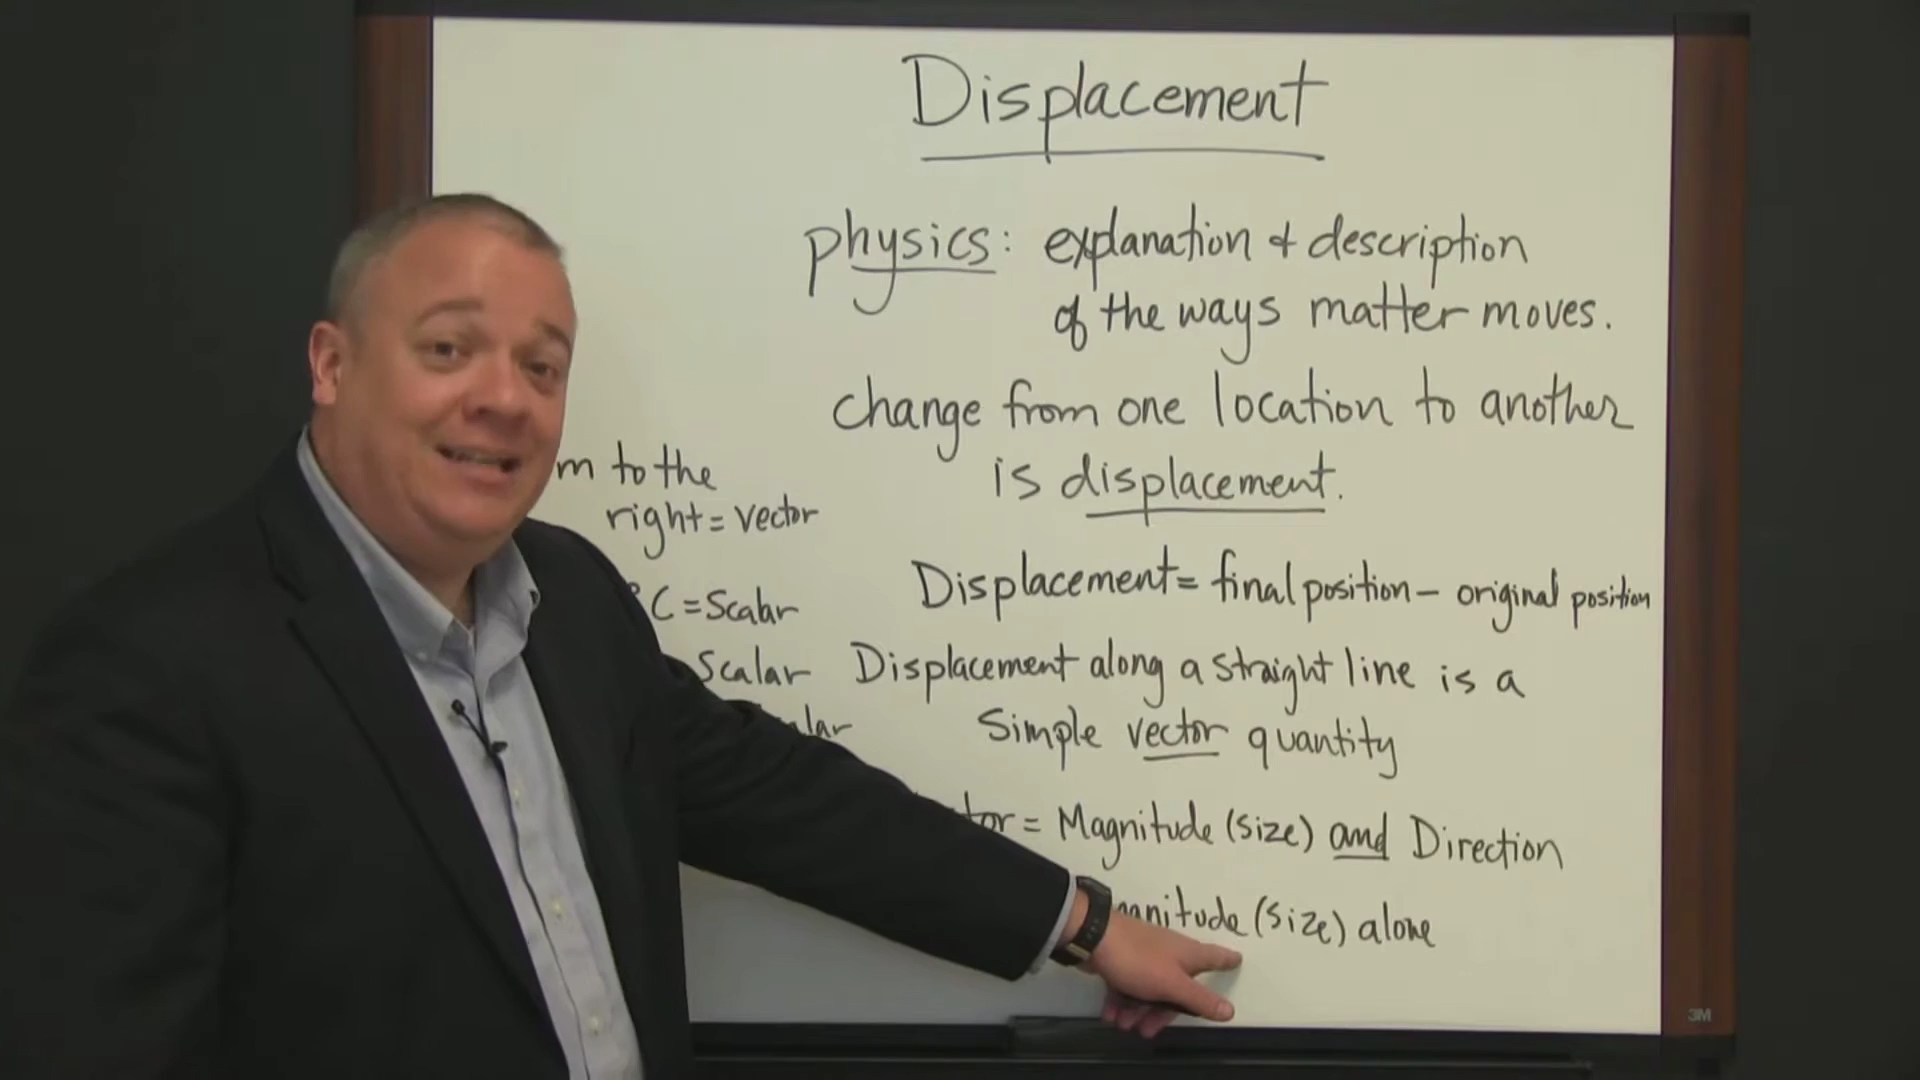 Displacement
physics: explanation & description
of the ways matter moves.
change from one location to another
is displacement.
m to the
right = vector
°C = Scalar
Scalar
Displacement = final position - original position
Displacement along a straight line is a
Simple vector quantity
= Magnitude (size) and Direction
(size) alone
3M